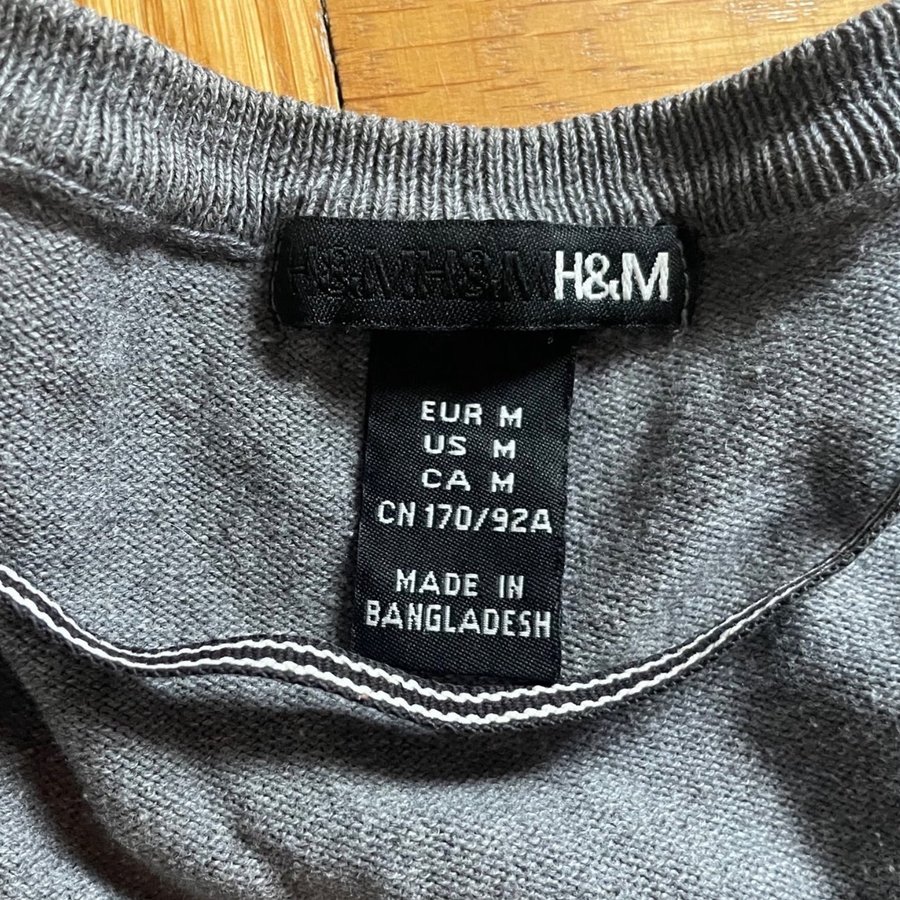 H&M H&M H&M
EUR M
US M
CA M
CN 170/92A
MADE IN
BANGLADESH